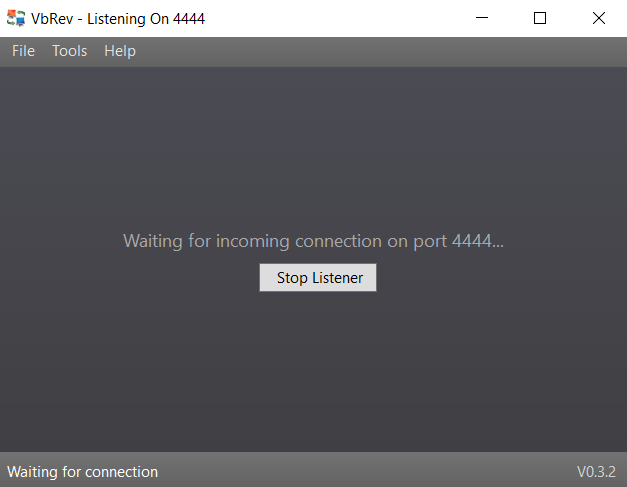 VbRev - Listening On 4444
File Tools Help
Waiting for incoming connection on port 4444...
Stop Listener
Waiting for connection V0.3.2